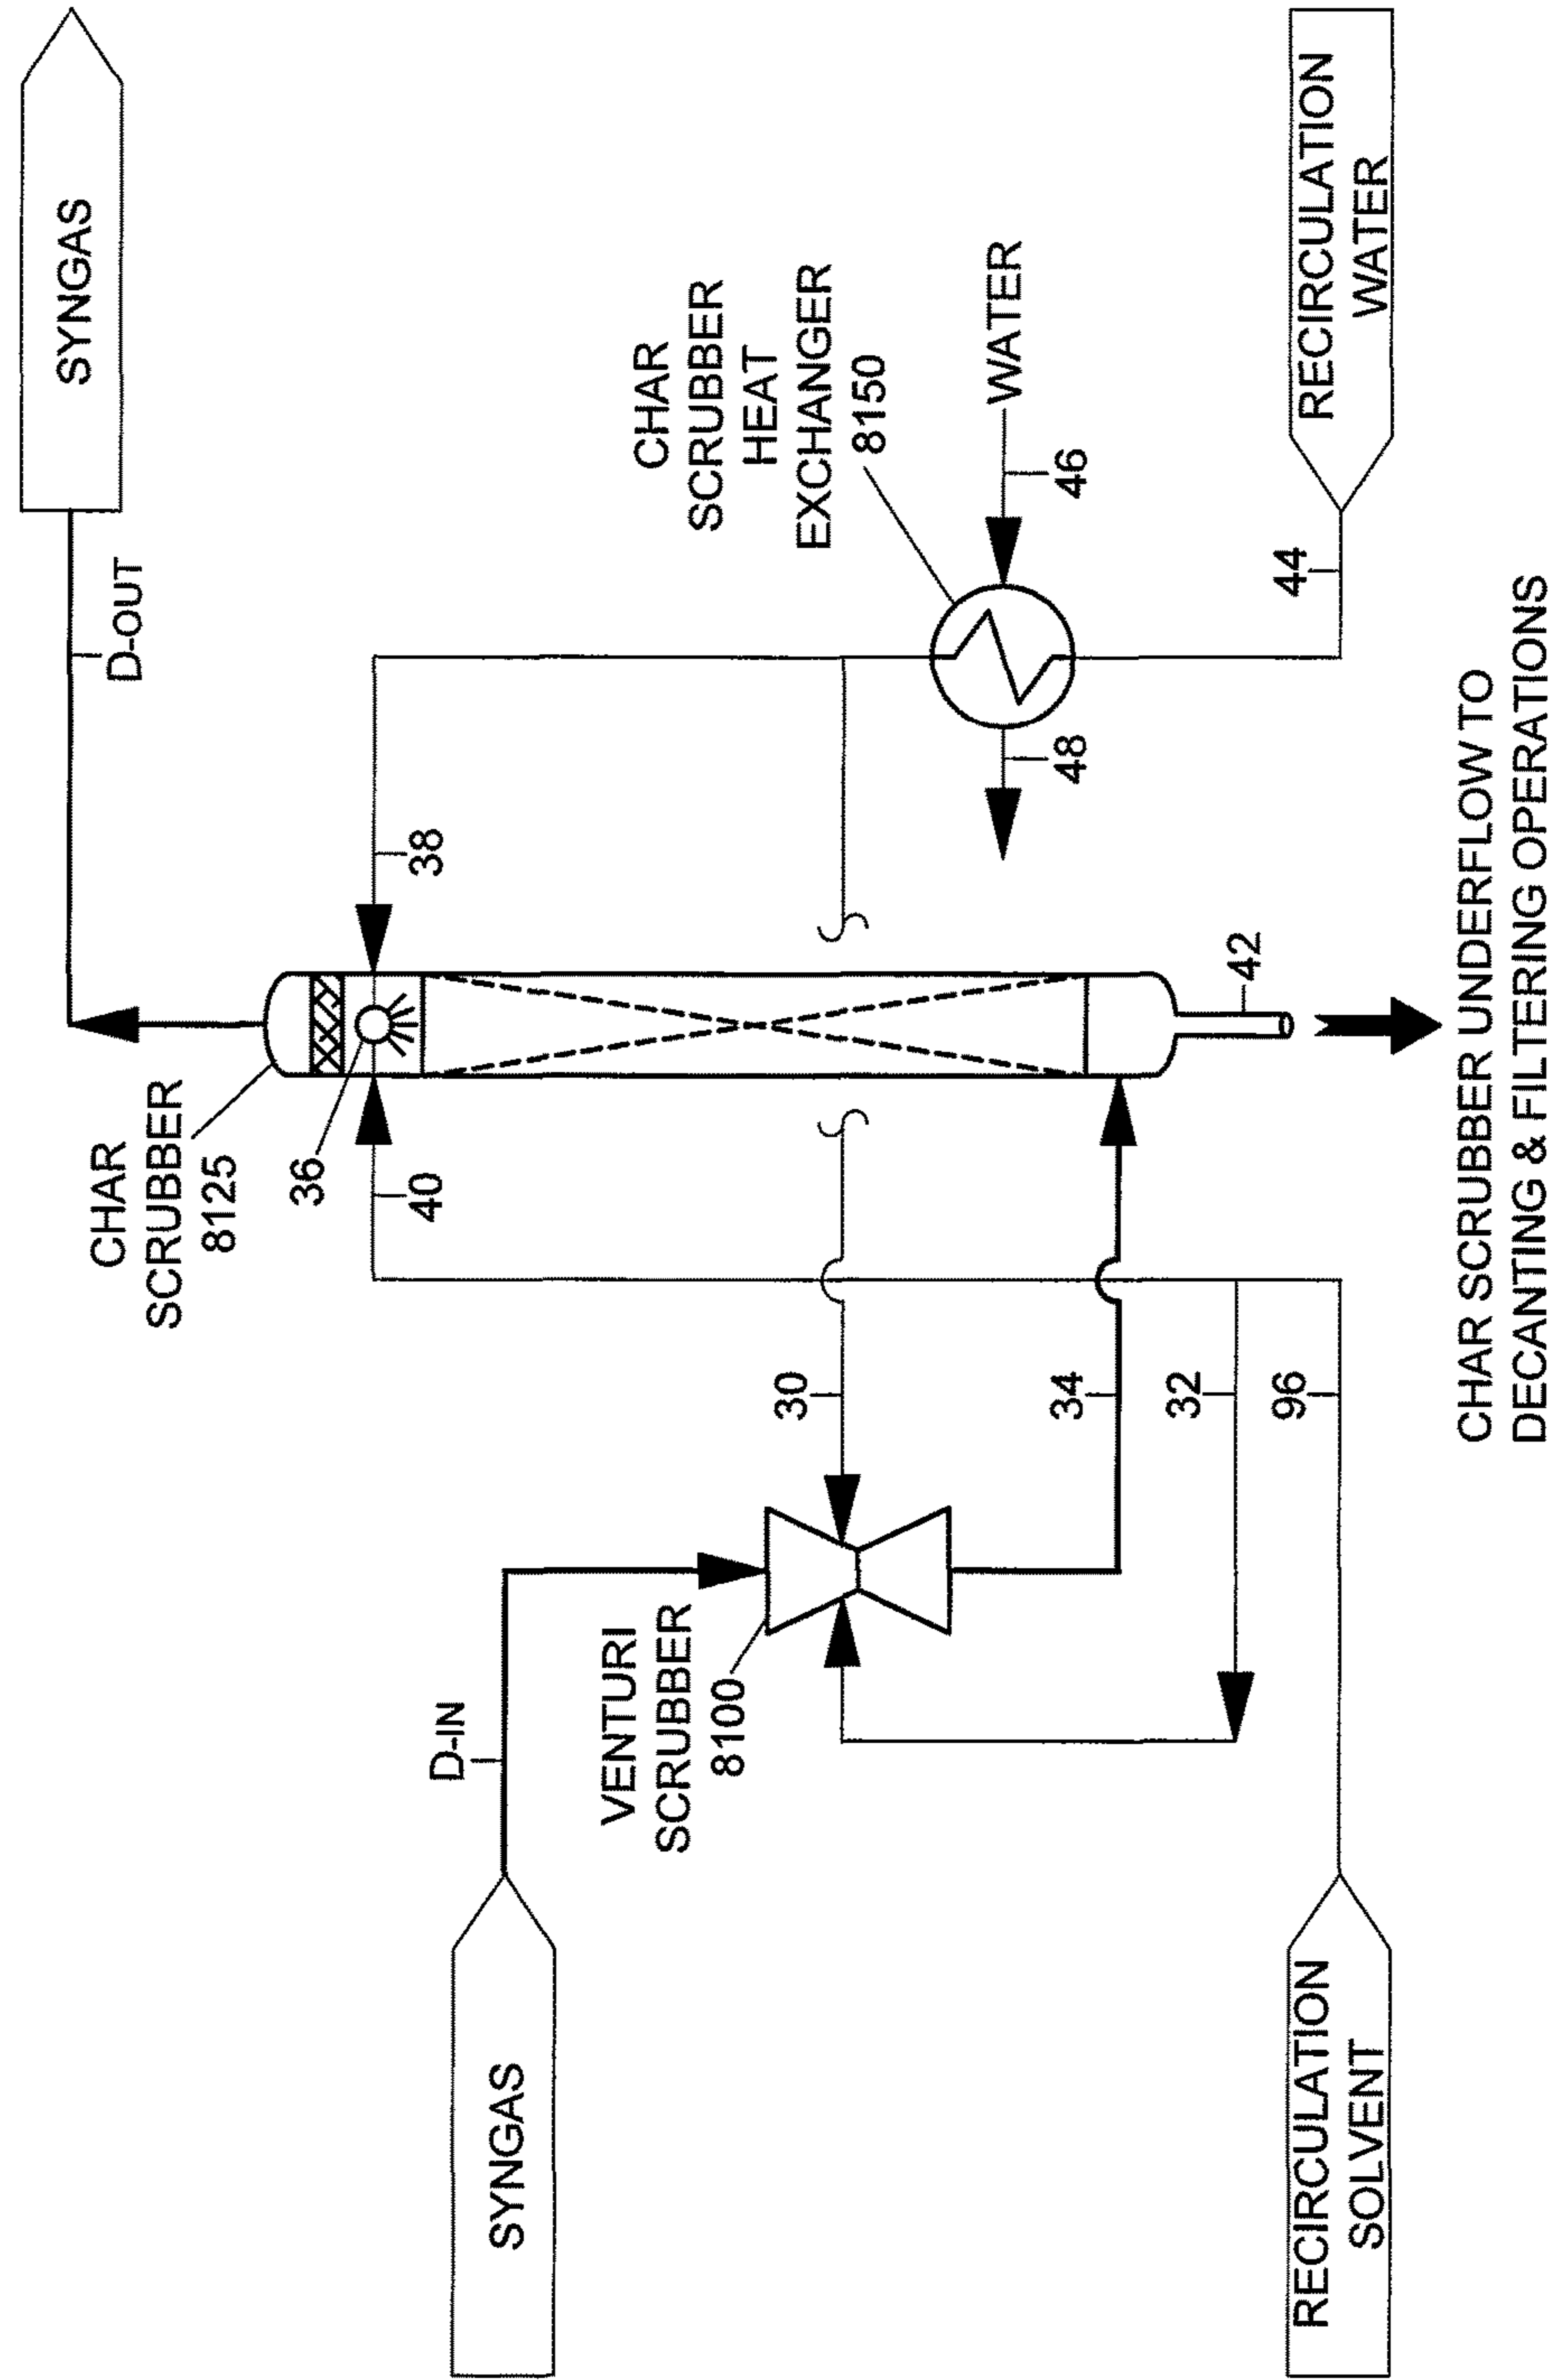 SYNGAS
D-OUT
CHAR
SCRUBBER
8125
36
40
38
D-IN
SYNGAS
VENTURI
SCRUBBER
8100
30
CHAR
SCRUBBER
HEAT
EXCHANGER
8150
WATER
46
48
34
32
96
44
42
RECIRCULATION
SOLVENT
RECIRCULATION
WATER
CHAR SCRUBBER UNDERFLOW TO
DECANTING & FILTERING OPERATIONS